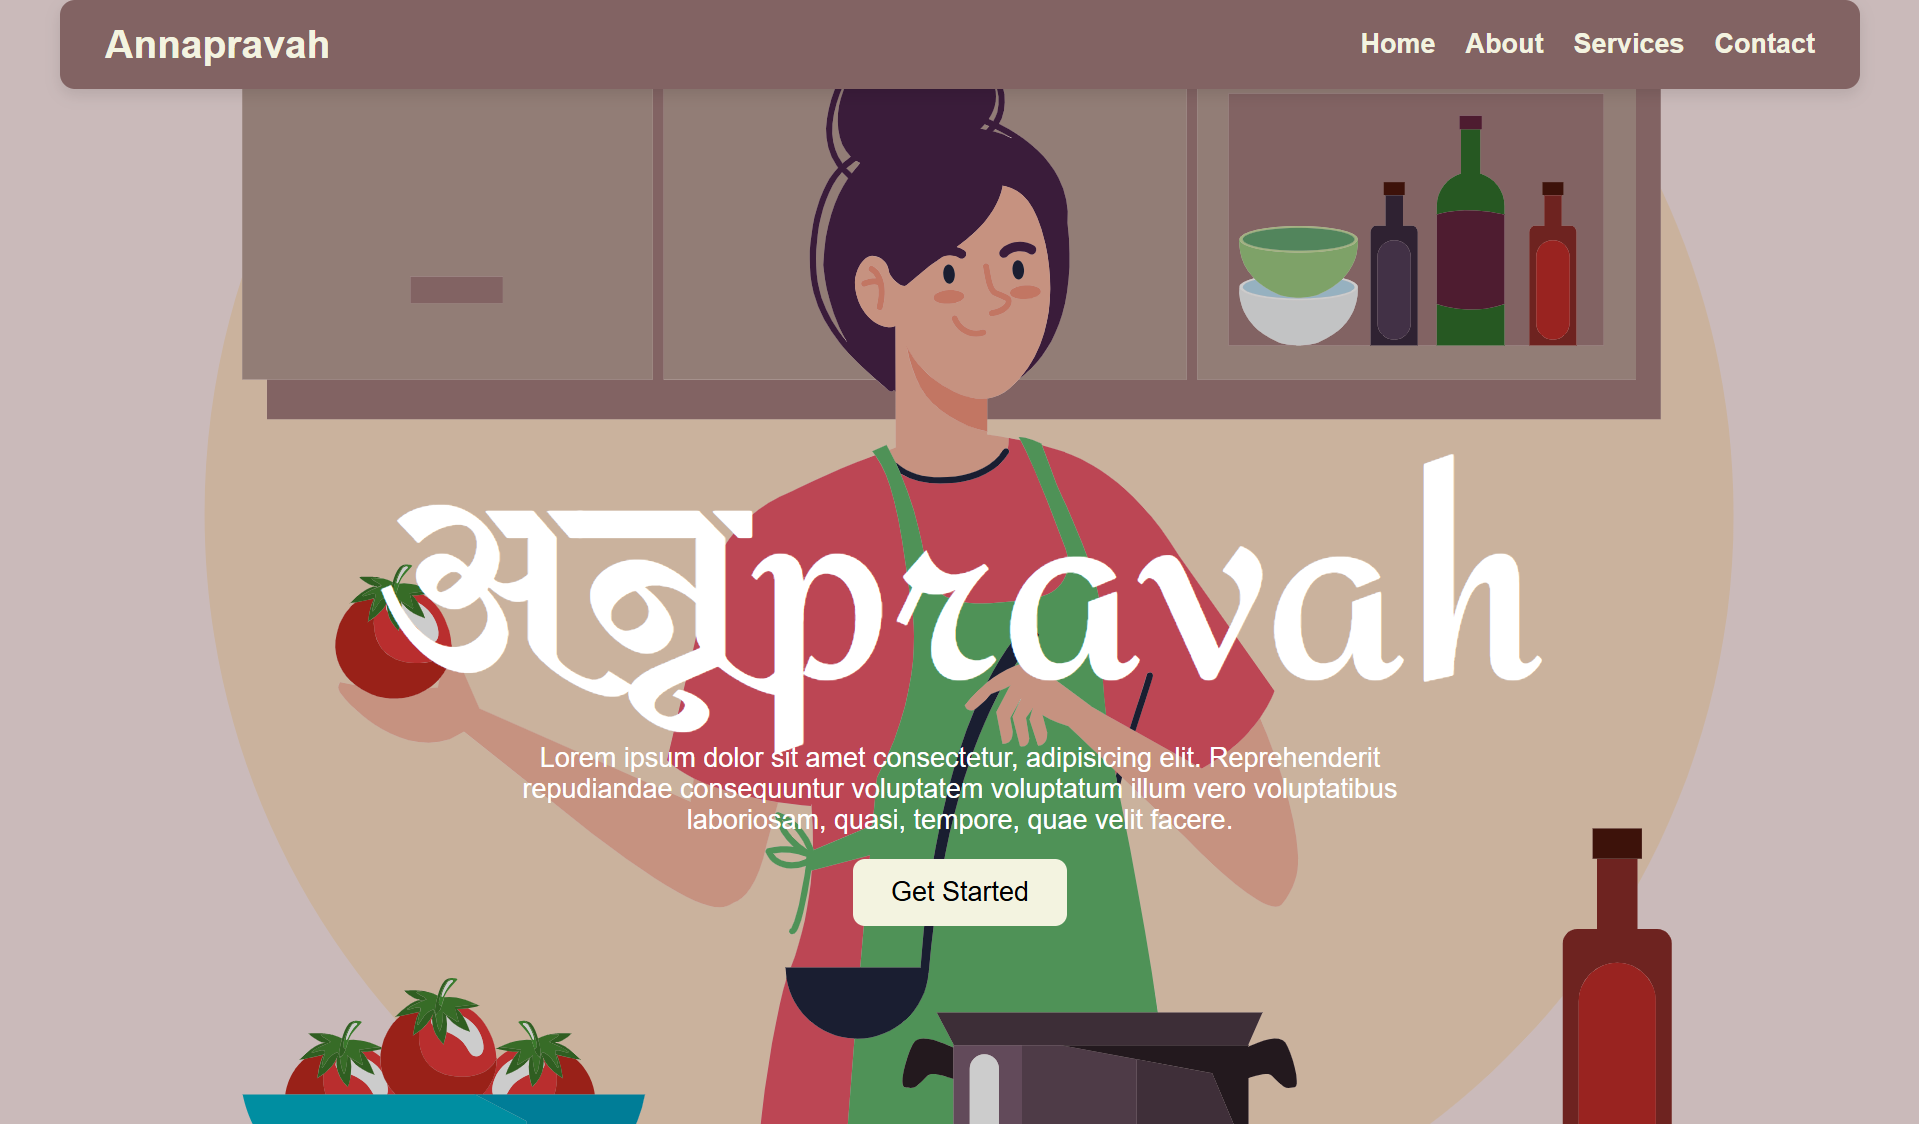 Annapravah
Home About Services Contact
अन्नpravah
Lorem ipsum dolor sit amet consectetur, adipisicing elit. Reprehenderit
repudiandae consequuntur voluptatem voluptatum illum vero voluptatibus
laboriosam, quasi, tempore, quae velit facere.
Get Started